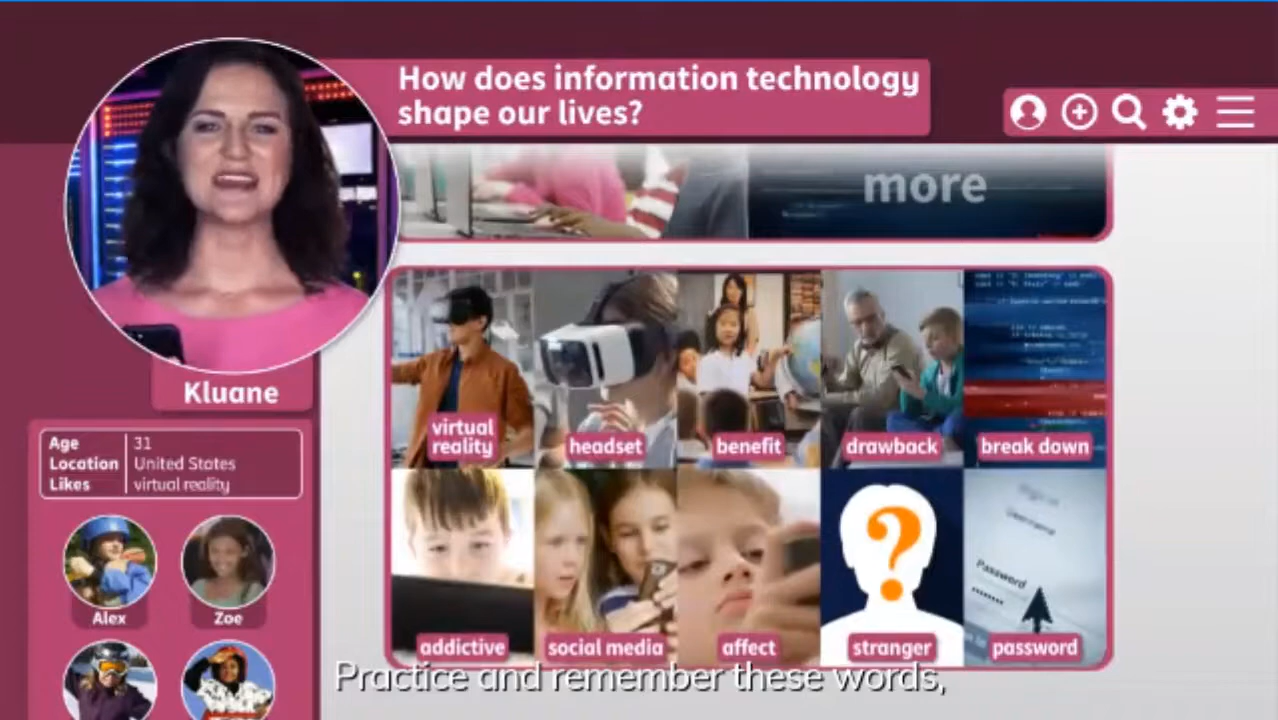 How does information technology
shape our lives?
more
Kluane
Age 31
Location United States
Likes virtual reality
Alex
Zoe
virtual
reality
headset
benefit
drawback
break down
addictive
social media
affect
stranger
Password
password
Practice and remember these words,